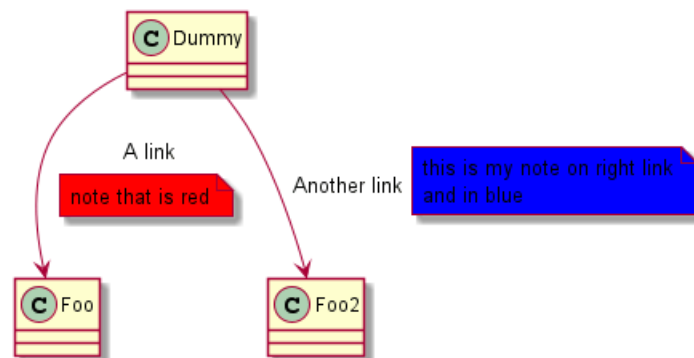 C Dummy
A link
note that is red
Another link
this is my note on right link
and in blue
C Foo
C Foo2